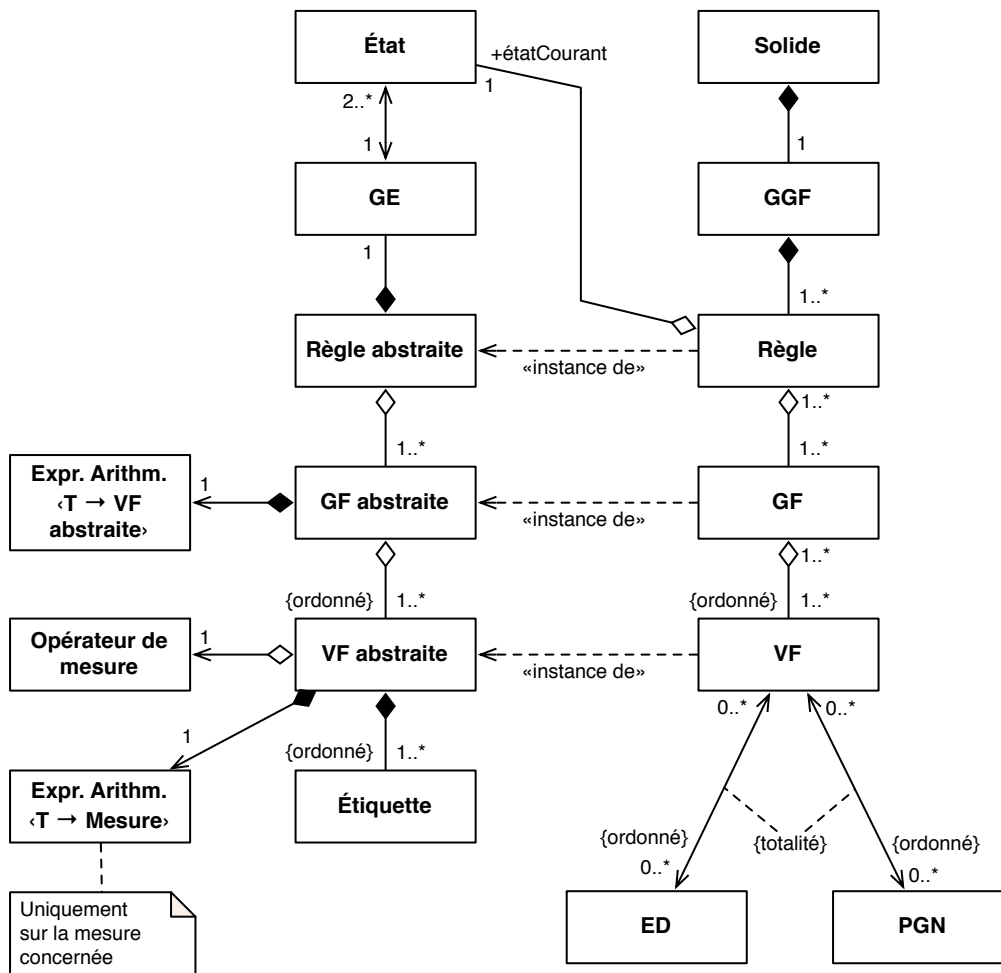 État
+étatCourant
1
Solide
2..*
1
1
GE
GGF
1
1..*
Règle abstraite
«instance de»
Règle
1..*
1..*
1..*
Expr. Arithm.
‹T → VF
abstraite›
1
GF abstraite
«instance de»
GF
1..*
{ordonné}
1..*
{ordonné}
1..*
Opérateur de
mesure
1
VF abstraite
«instance de»
VF
0..*
0..*
1
{ordonné}
1..*
Expr. Arithm.
‹T → Mesure›
Étiquette
{ordonné}
{totalité}
{ordonné}
0..*
0..*
Uniquement
sur la mesure
concernée
ED
PGN